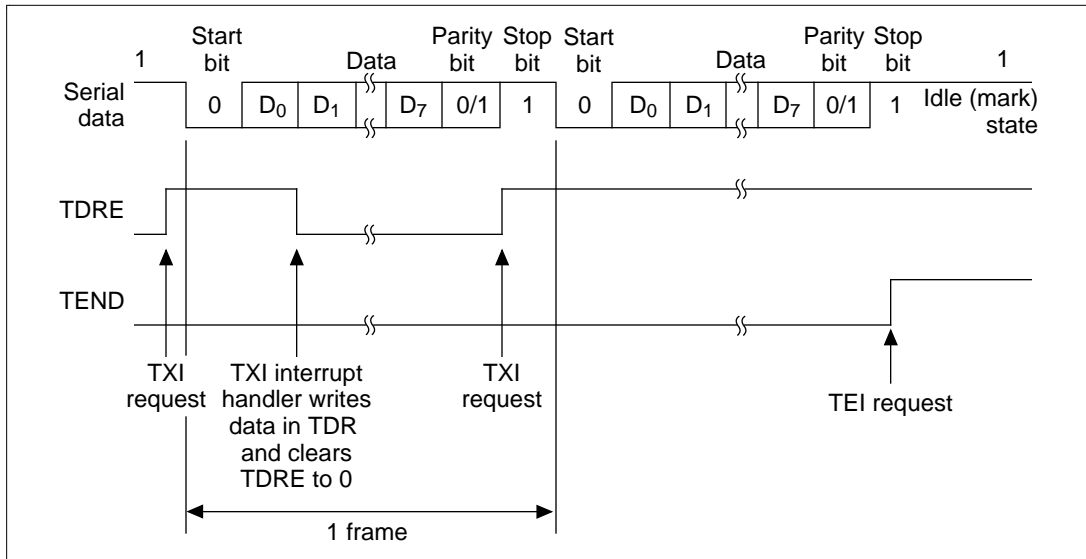 1 Start bit Data Parity bit Stop bit Start bit Data Parity bit Stop bit 1
Serial data 0 D0 D1 D7 0/1 1 0 D0 D1 D7 0/1 1 Idle (mark) state
TDRE
TEND
TXI request
TXI interrupt handler writes data in TDR and clears TDRE to 0
TXI request
TEI request
1 frame